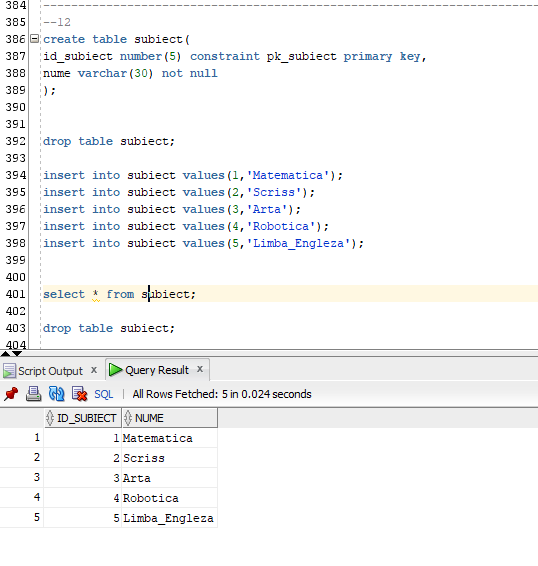 384 ----------------------------------------------------------------
385 --12
386 create table subiect(
387 id_subiect number(5) constraint pk_subiect primary key,
388 nume varchar(30) not null
389 );
390
391
392 drop table subiect;
393
394 insert into subiect values(1,'Matematica');
395 insert into subiect values(2,'Scriss');
396 insert into subiect values(3,'Arta');
397 insert into subiect values(4,'Robotica');
398 insert into subiect values(5,'Limba_Engleza');
399
400
401 select * from subiect;
402
403 drop table subiect;
404
Script Output x Query Result x
SQL | All Rows Fetched: 5 in 0.024 seconds
ID_SUBIECT NUME
1 1 Matematica
2 2 Scriss
3 3 Arta
4 4 Robotica
5 5 Limba_Engleza